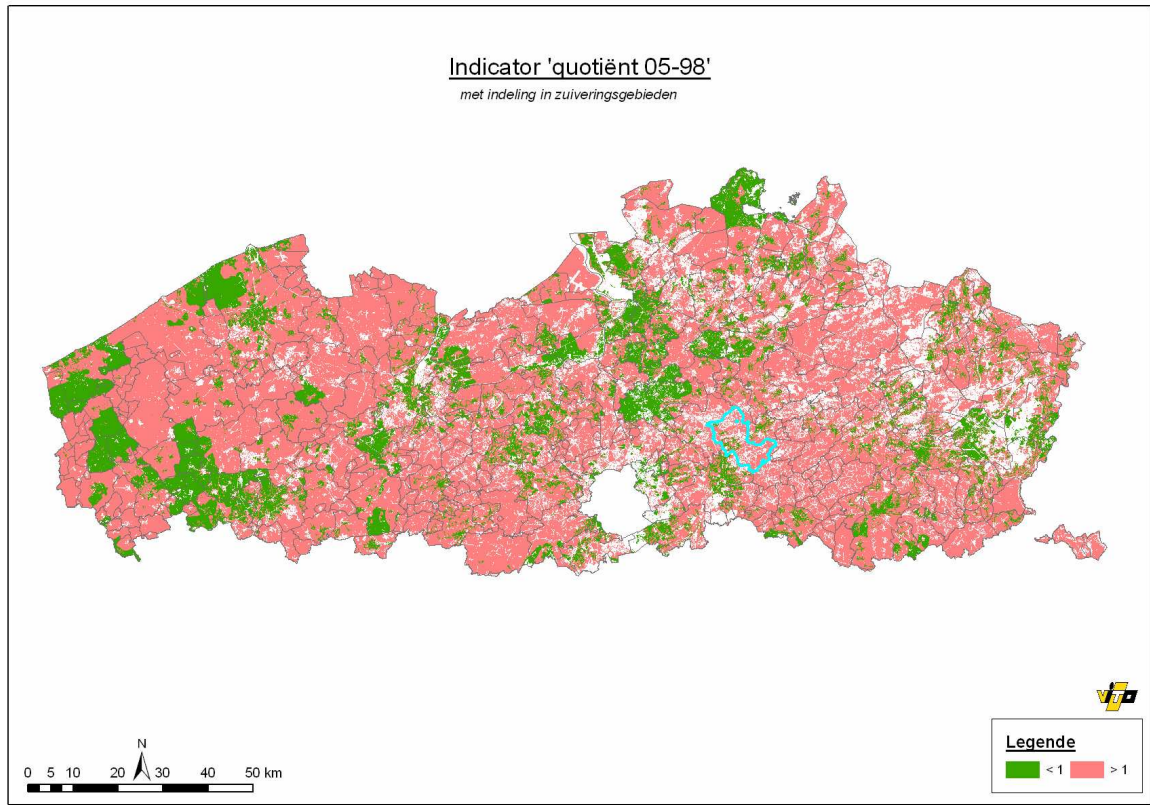 Indicator 'quotiënt 05-98'
met indeling in zuiveringsgebieden
vito
Legende
< 1 > 1
N
0 5 10 20 30 40 50 km